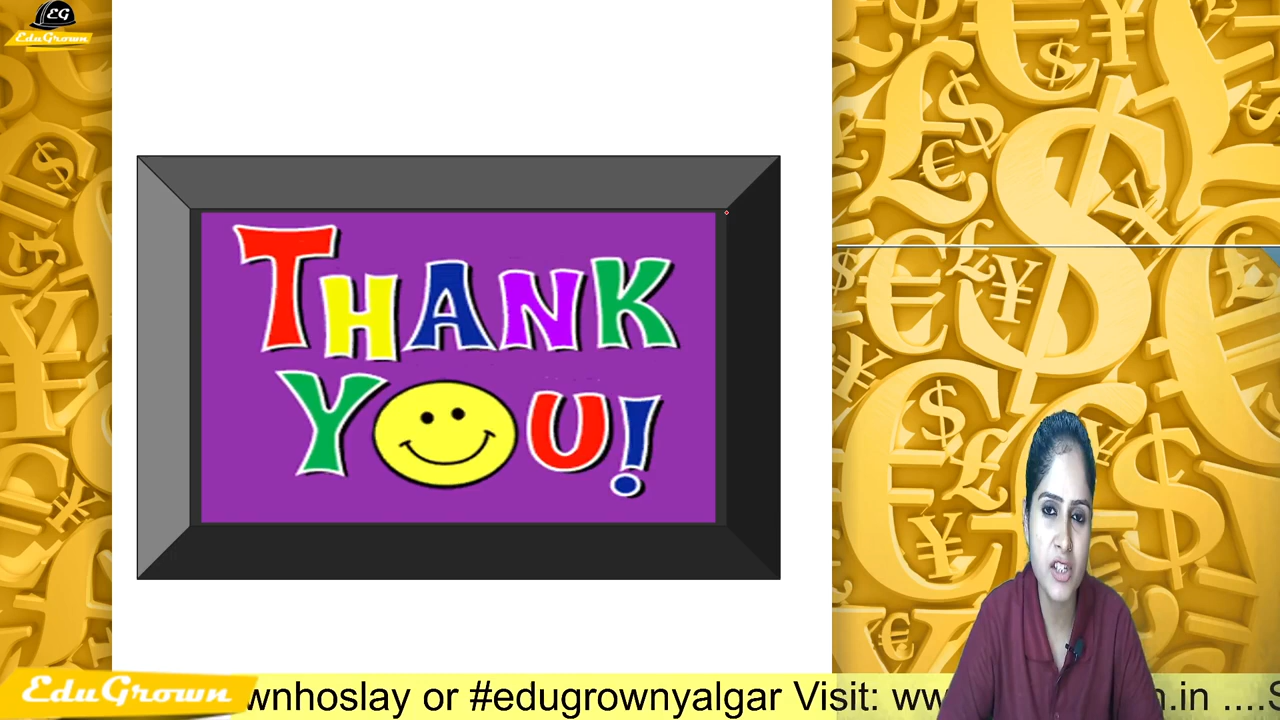 EG
EduGrown
THANK
YOU!
EduGrown
wnhoslay or #edugrownyalgar Visit: ww n.in ....S